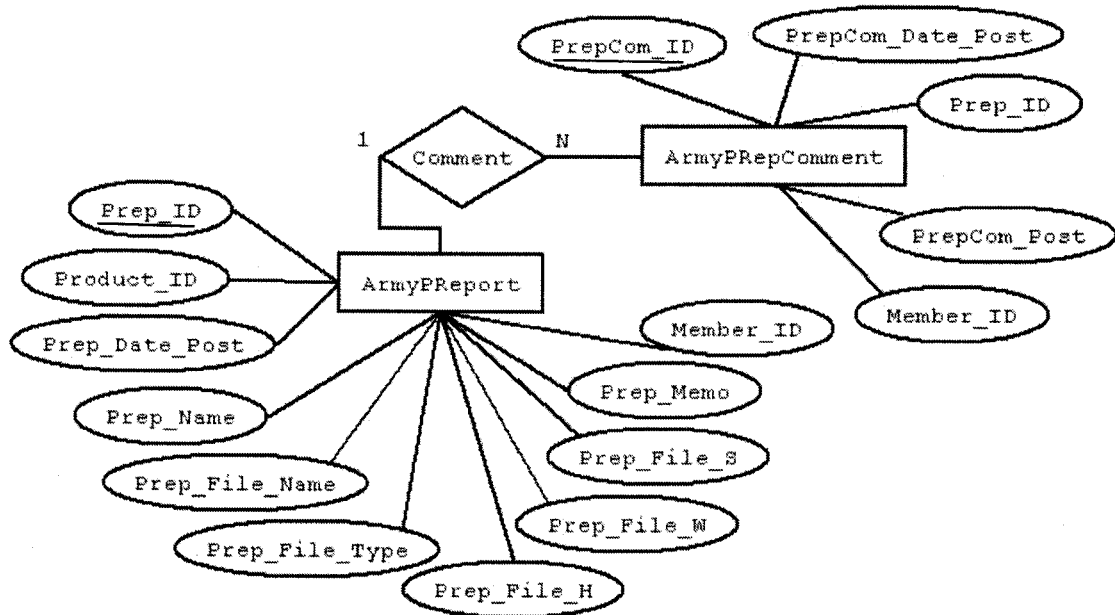 PrepCom_Date_Post
PrepCom_ID
Prep_ID
1
Comment
N
ArmyPRepComment
Prep_ID
PrepCom_Post
Product_ID
ArmyPReport
Member_ID
Member_ID
Prep_Date_Post
Prep_Memo
Prep_Name
Prep_File_S
Prep_File_Name
Prep_File_W
Prep_File_Type
Prep_File_H